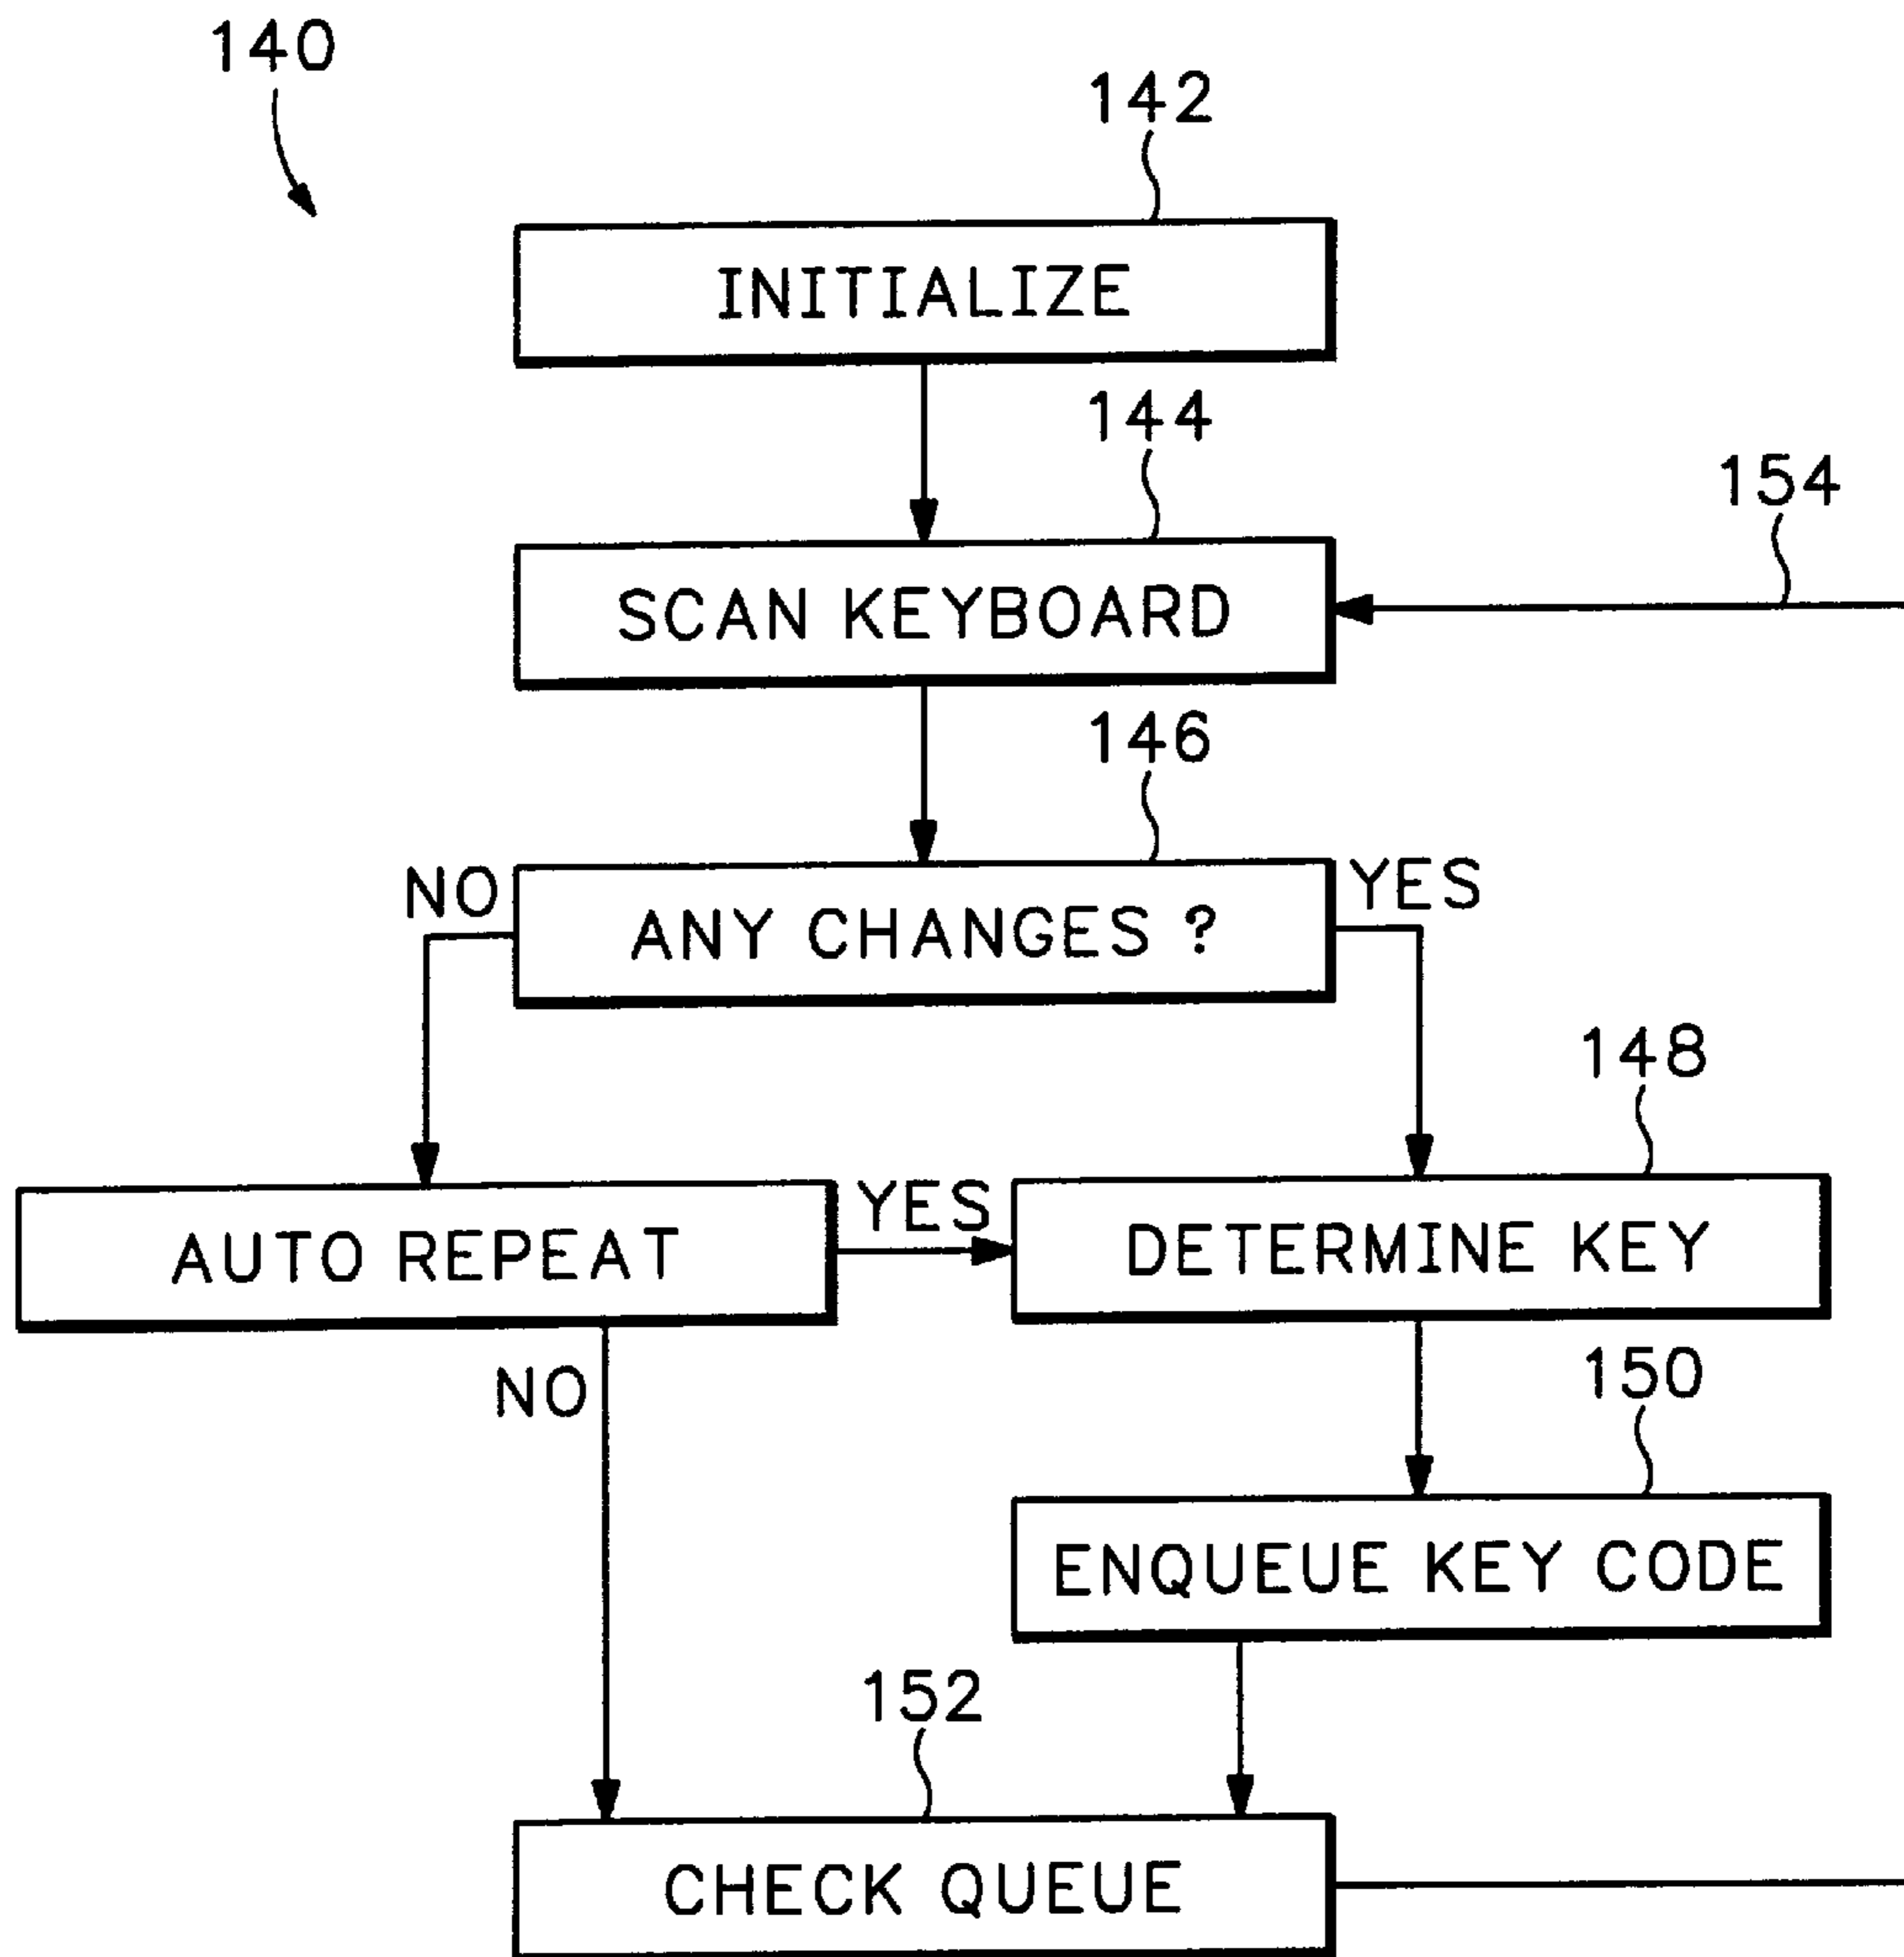 140
142
INITIALIZE
144
154
SCAN KEYBOARD
146
NO
YES
ANY CHANGES ?
148
AUTO REPEAT
YES
DETERMINE KEY
NO
150
ENQUEUE KEY CODE
152
CHECK QUEUE